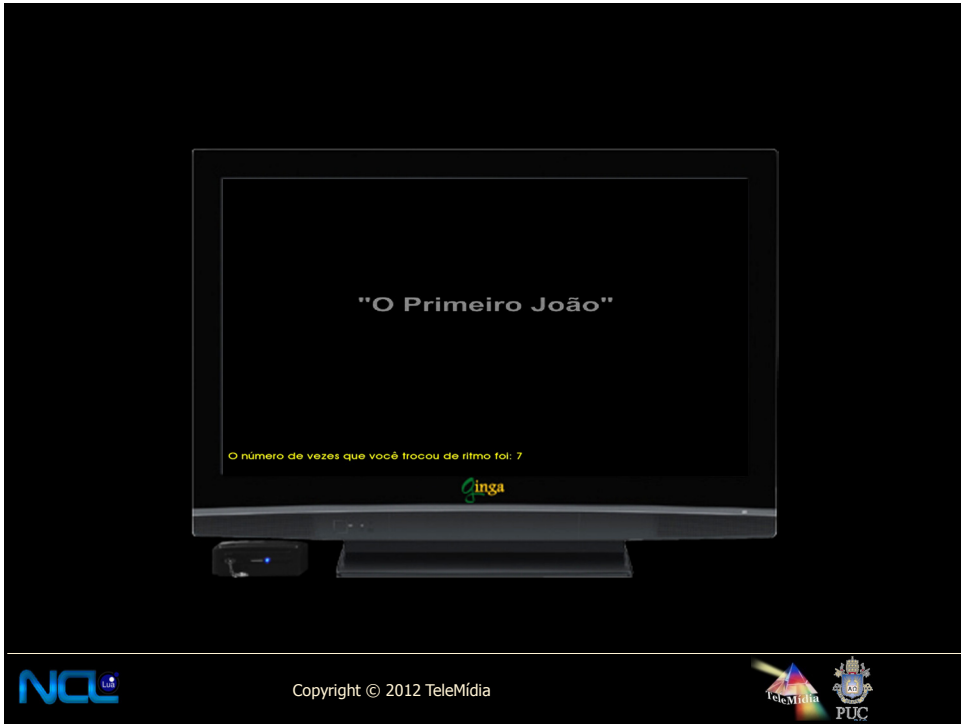 "O Primeiro João"
O número de vezes que você trocou de ritmo foi: 7
Ginga
NCL
Lua
Copyright © 2012 TeleMídia
TeleMídia
PUC